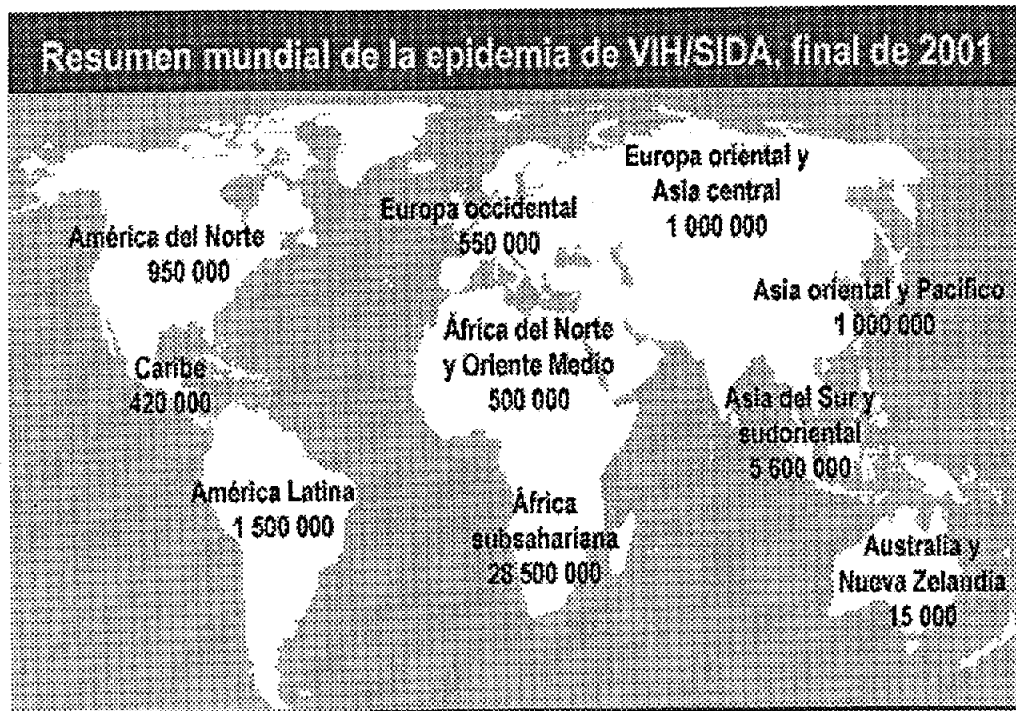 Resumen mundial de la epidemia de VIH/SIDA, final de 2001
Europa oriental y
Asia central
1 000 000
Europa occidental
550 000
América del Norte
950 000
Asia oriental y Pacífico
1 000 000
África del Norte
y Oriente Medio
500 000
Caribe
420 000
Asia del Sur y
sudoriental
5 600 000
América Latina
1 500 000
África
subsahariana
28 500 000
Australia y
Nueva Zelandia
15 000